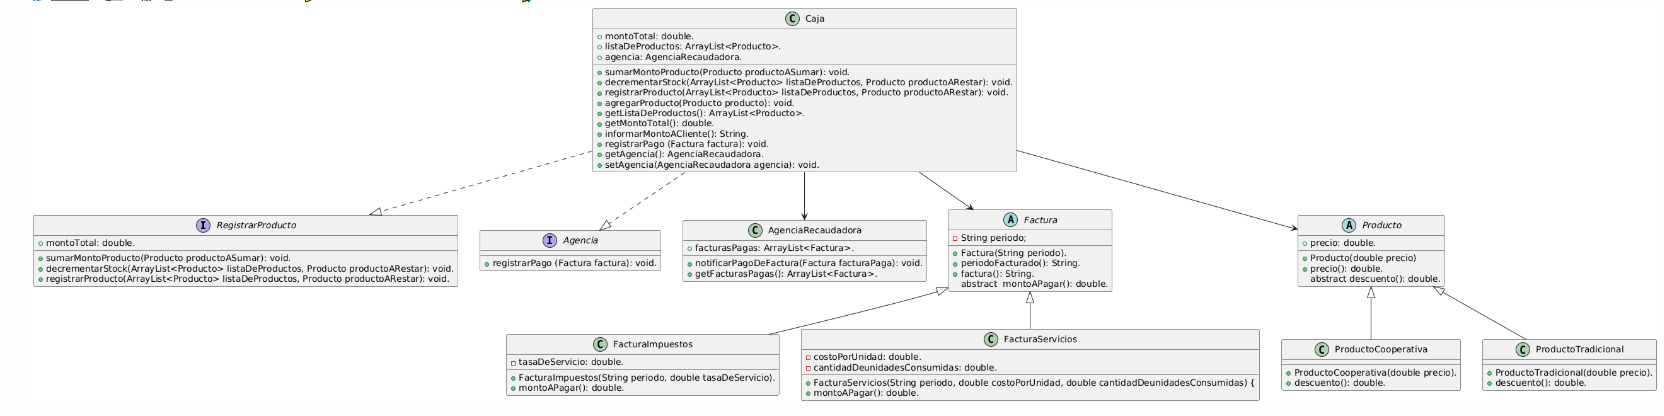 C Caja
montoTotal: double.
listaDeProductos: ArrayList<Producto>.
agencia: AgenciaRecaudadora.
sumarMontoProducto(Producto productoASumar): void.
decrementarStock(ArrayList<Producto> listaDeProductos, Producto productoARestar): void.
registrarProducto(ArrayList<Producto> listaDeProductos, Producto productoARestar): void.
agregarProducto(Producto producto): void.
getListaDeProductos(): ArrayList<Producto>.
getMontoTotal(): double.
informarMontoACliente(): String.
registrarPago (Factura factura): void.
getAgencia(): AgenciaRecaudadora.
setAgencia(AgenciaRecaudadora agencia): void.
I RegistrarProducto
montoTotal: double.
sumarMontoProducto(Producto productoASumar): void.
decrementarStock(ArrayList<Producto> listaDeProductos, Producto productoARestar): void.
registrarProducto(ArrayList<Producto> listaDeProductos, Producto productoARestar): void.
I Agencia
registrarPago (Factura factura): void.
C AgenciaRecaudadora
facturasPagas: ArrayList<Factura>.
notificarPagoDeFactura(Factura facturaPaga): void.
getFacturasPagas(): ArrayList<Factura>.
A Factura
String periodo;
Factura(String periodo).
periodoFacturado(): String.
factura(): String.
abstract montoAPagar(): double.
A Producto
precio: double.
Producto(double precio)
precio(): double.
abstract descuento(): double.
C FacturaImpuestos
tasaDeServicio: double.
FacturaImpuestos(String periodo, double tasaDeServicio).
montoAPagar(): double.
C FacturaServicios
costoPorUnidad: double.
cantidadDeunidadesConsumidas: double.
FacturaServicios(String periodo, double costoPorUnidad, double cantidadDeunidadesConsumidas) {
montoAPagar(): double.
C ProductoCooperativa
ProductoCooperativa(double precio).
descuento(): double.
C ProductoTradicional
ProductoTradicional(double precio).
descuento(): double.